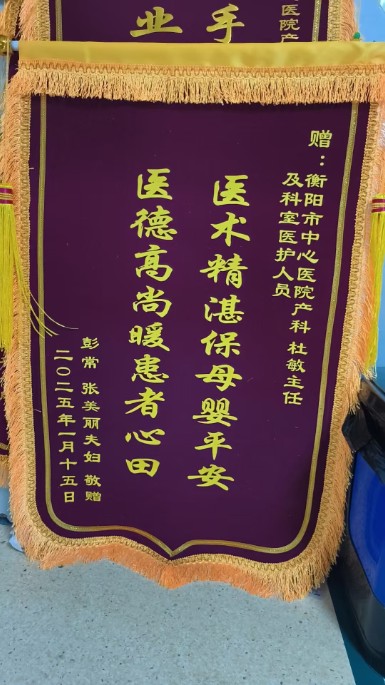 医院产
手
业
赠：衡阳市中心医院产科 杜敏主任
及科室医护人员
医术精湛保母婴平安
医德高尚暖患者心田
彭常 张美丽夫妇 敬赠
二〇二五年一月十五日